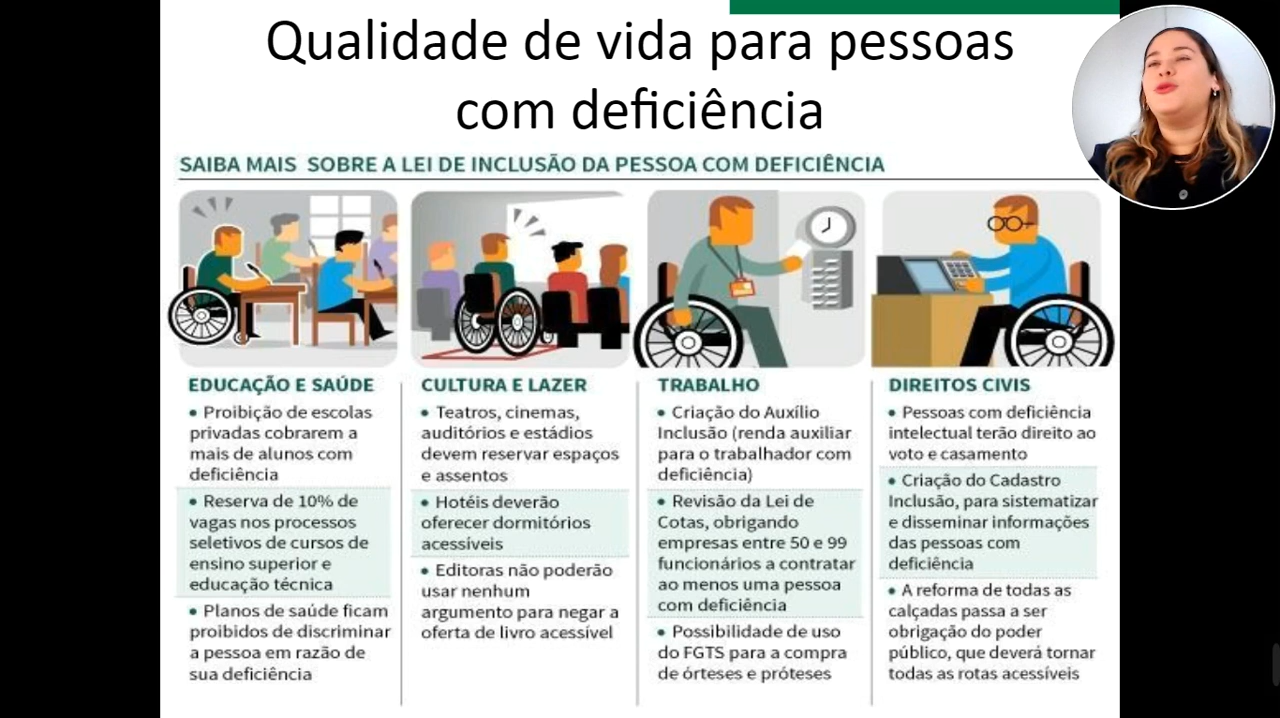 Qualidade de vida para pessoas
com deficiência
SAIBA MAIS SOBRE A LEI DE INCLUSÃO DA PESSOA COM DEFICIÊNCIA
EDUCAÇÃO E SAÚDE
• Proibição de escolas
privadas cobrarem a
mais de alunos com
deficiência
• Reserva de 10% de
vagas nos processos
seletivos de cursos de
ensino superior e
educação técnica
• Planos de saúde ficam
proibidos de discriminar
a pessoa em razão de
sua deficiência
CULTURA E LAZER
• Teatros, cinemas,
auditórios e estádios
devem reservar espaços
e assentos
• Hotéis deverão
oferecer dormitórios
acessíveis
• Editoras não poderão
usar nenhum
argumento para negar a
oferta de livro acessível
TRABALHO
• Criação do Auxílio
Inclusão (renda auxiliar
para o trabalhador com
deficiência)
• Revisão da Lei de
Cotas, obrigando
empresas entre 50 e 99
funcionários a contratar
ao menos uma pessoa
com deficiência
• Possibilidade de uso
do FGTS para a compra
de órteses e próteses
DIREITOS CIVIS
• Pessoas com deficiência
intelectual terão direito ao
voto e casamento
• Criação do Cadastro
Inclusão, para sistematizar
e disseminar informações
das pessoas com
deficiência
• A reforma de todas as
calçadas passa a ser
obrigação do poder
público, que deverá tornar
todas as rotas acessíveis